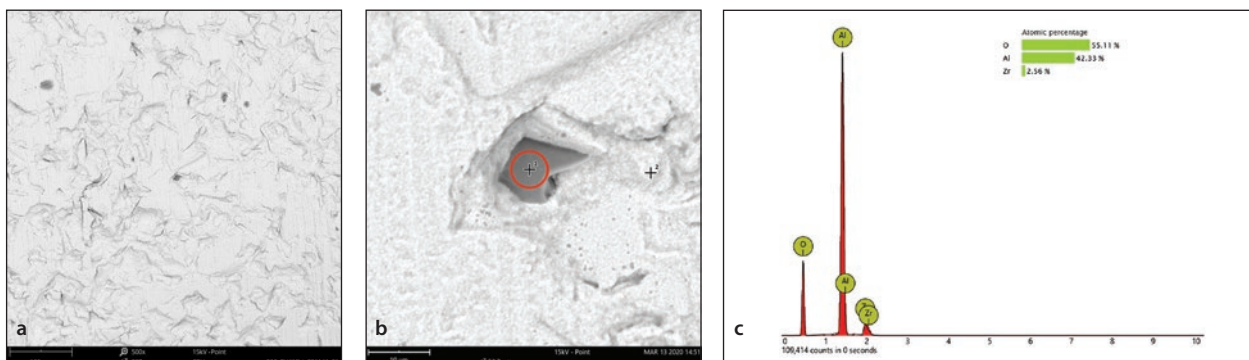 a
500x
15kV - Point
b
1
2
15kV - Point
MAR 13 2020 14:51
c
Atomic percentage
O 55.11 %
Al 42.33 %
Zr 2.56 %
Al
O
Al
Zr
0 1 2 3 4 5 6 7 8 9 10
109,414 counts in 0 seconds